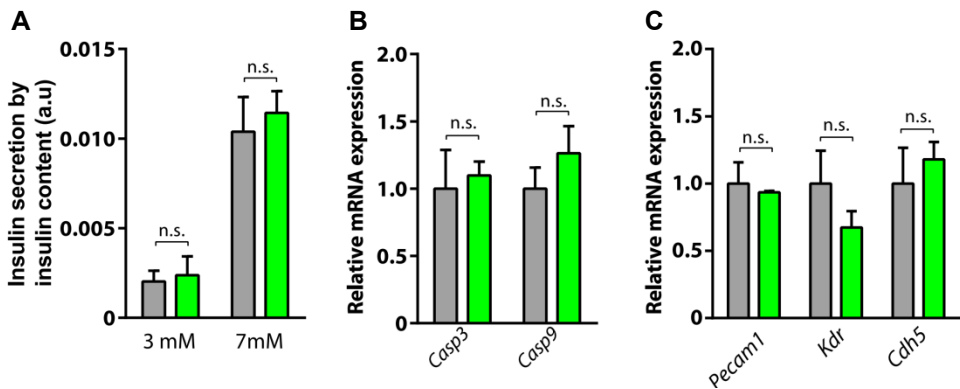 A
Insulin secretion by
insulin content (a.u)
0.015
0.010
0.005
0
n.s.
n.s.
3 mM
7mM
B
Relative mRNA expression
2.0
1.5
1.0
0.5
0
n.s.
n.s.
Casp3
Casp9
C
Relative mRNA expression
2.0
1.5
1.0
0.5
0
n.s.
n.s.
n.s.
Pecam1
Kdr
Cdh5